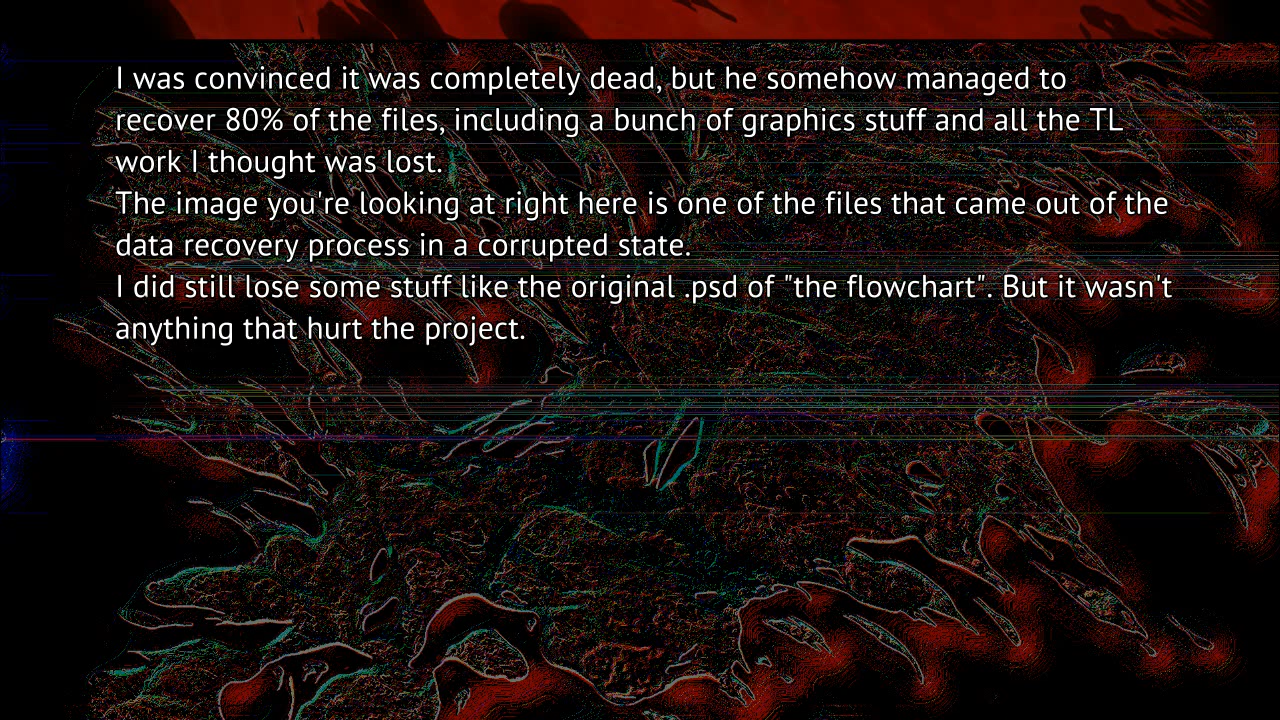 I was convinced it was completely dead, but he somehow managed to
recover 80% of the files, including a bunch of graphics stuff and all the TL
work I thought was lost.
The image you're looking at right here is one of the files that came out of the
data recovery process in a corrupted state.
I did still lose some stuff like the original .psd of "the flowchart". But it wasn't
anything that hurt the project.